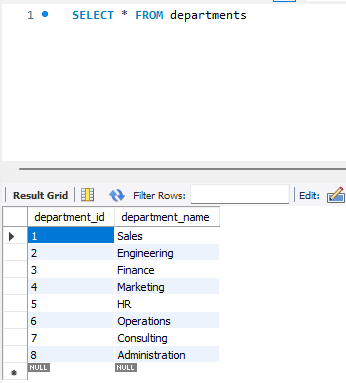 1 SELECT * FROM departments
Result Grid Filter Rows: Edit:
department_id department_name
1 Sales
2 Engineering
3 Finance
4 Marketing
5 HR
6 Operations
7 Consulting
8 Administration
NULL NULL